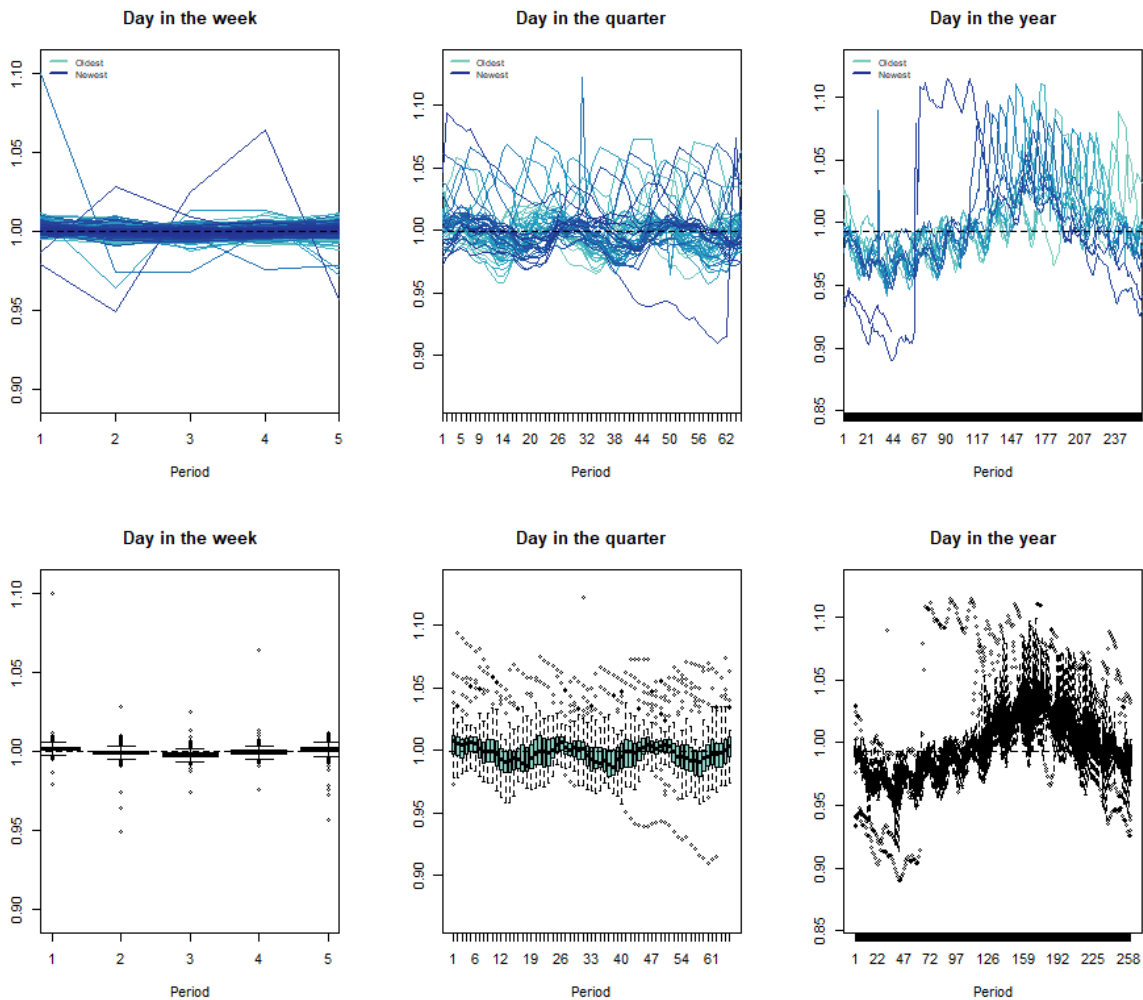 Day in the week
Oldest
Newest
1.10
1.05
1.00
0.95
0.90
1 2 3 4 5
Period
Day in the quarter
Oldest
Newest
1.10
1.05
1.00
0.95
0.90
1 5 9 14 20 26 32 38 44 50 56 62
Period
Day in the year
Oldest
Newest
1.10
1.05
1.00
0.95
0.90
0.85
1 21 44 67 90 117 147 177 207 237
Period
Day in the week
1.10
1.05
1.00
0.95
0.90
1 2 3 4 5
Period
Day in the quarter
1.10
1.05
1.00
0.95
0.90
1 6 12 19 26 33 40 47 54 61
Period
Day in the year
1.10
1.05
1.00
0.95
0.90
0.85
1 22 47 72 97 126 159 192 225 258
Period